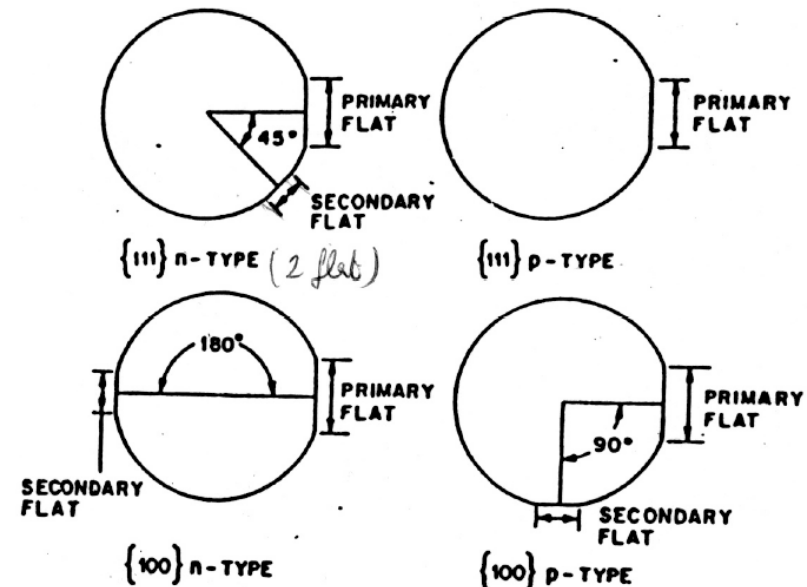 PRIMARY
FLAT
45°
SECONDARY
FLAT
{111} n-TYPE (2 flat)
PRIMARY
FLAT
{111} p-TYPE
180°
PRIMARY
FLAT
SECONDARY
FLAT
{100} n-TYPE
PRIMARY
FLAT
90°
SECONDARY
FLAT
{100} p-TYPE